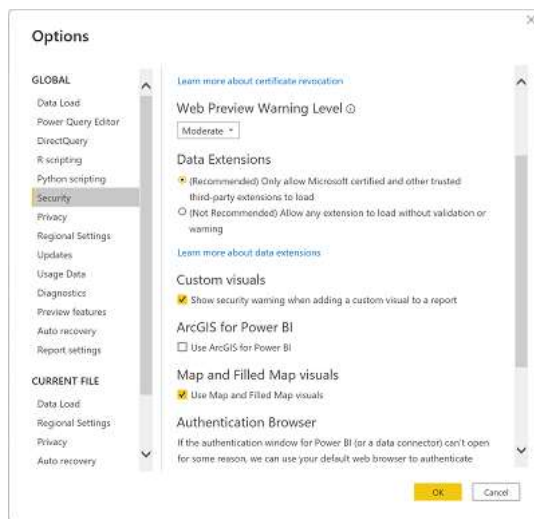 Options
GLOBAL
Data Load
Power Query Editor
DirectQuery
R scripting
Python scripting
Security
Privacy
Regional Settings
Updates
Usage Data
Diagnostics
Preview features
Auto recovery
Report settings
CURRENT FILE
Data Load
Regional Settings
Privacy
Auto recovery
Learn more about certificate revocation
Web Preview Warning Level
Moderate
Data Extensions
(Recommended) Only allow Microsoft certified and other trusted
third-party extensions to load
(Not Recommended) Allow any extension to load without validation or
warning
Learn more about data extensions
Custom visuals
Show security warning when adding a custom visual to a report
ArcGIS for Power BI
Use ArcGIS for Power BI
Map and Filled Map visuals
Use Map and Filled Map visuals
Authentication Browser
If the authentication window for Power BI (or a data connector) can't open
for some reason, we can use your default web browser to authenticate
OK
Cancel